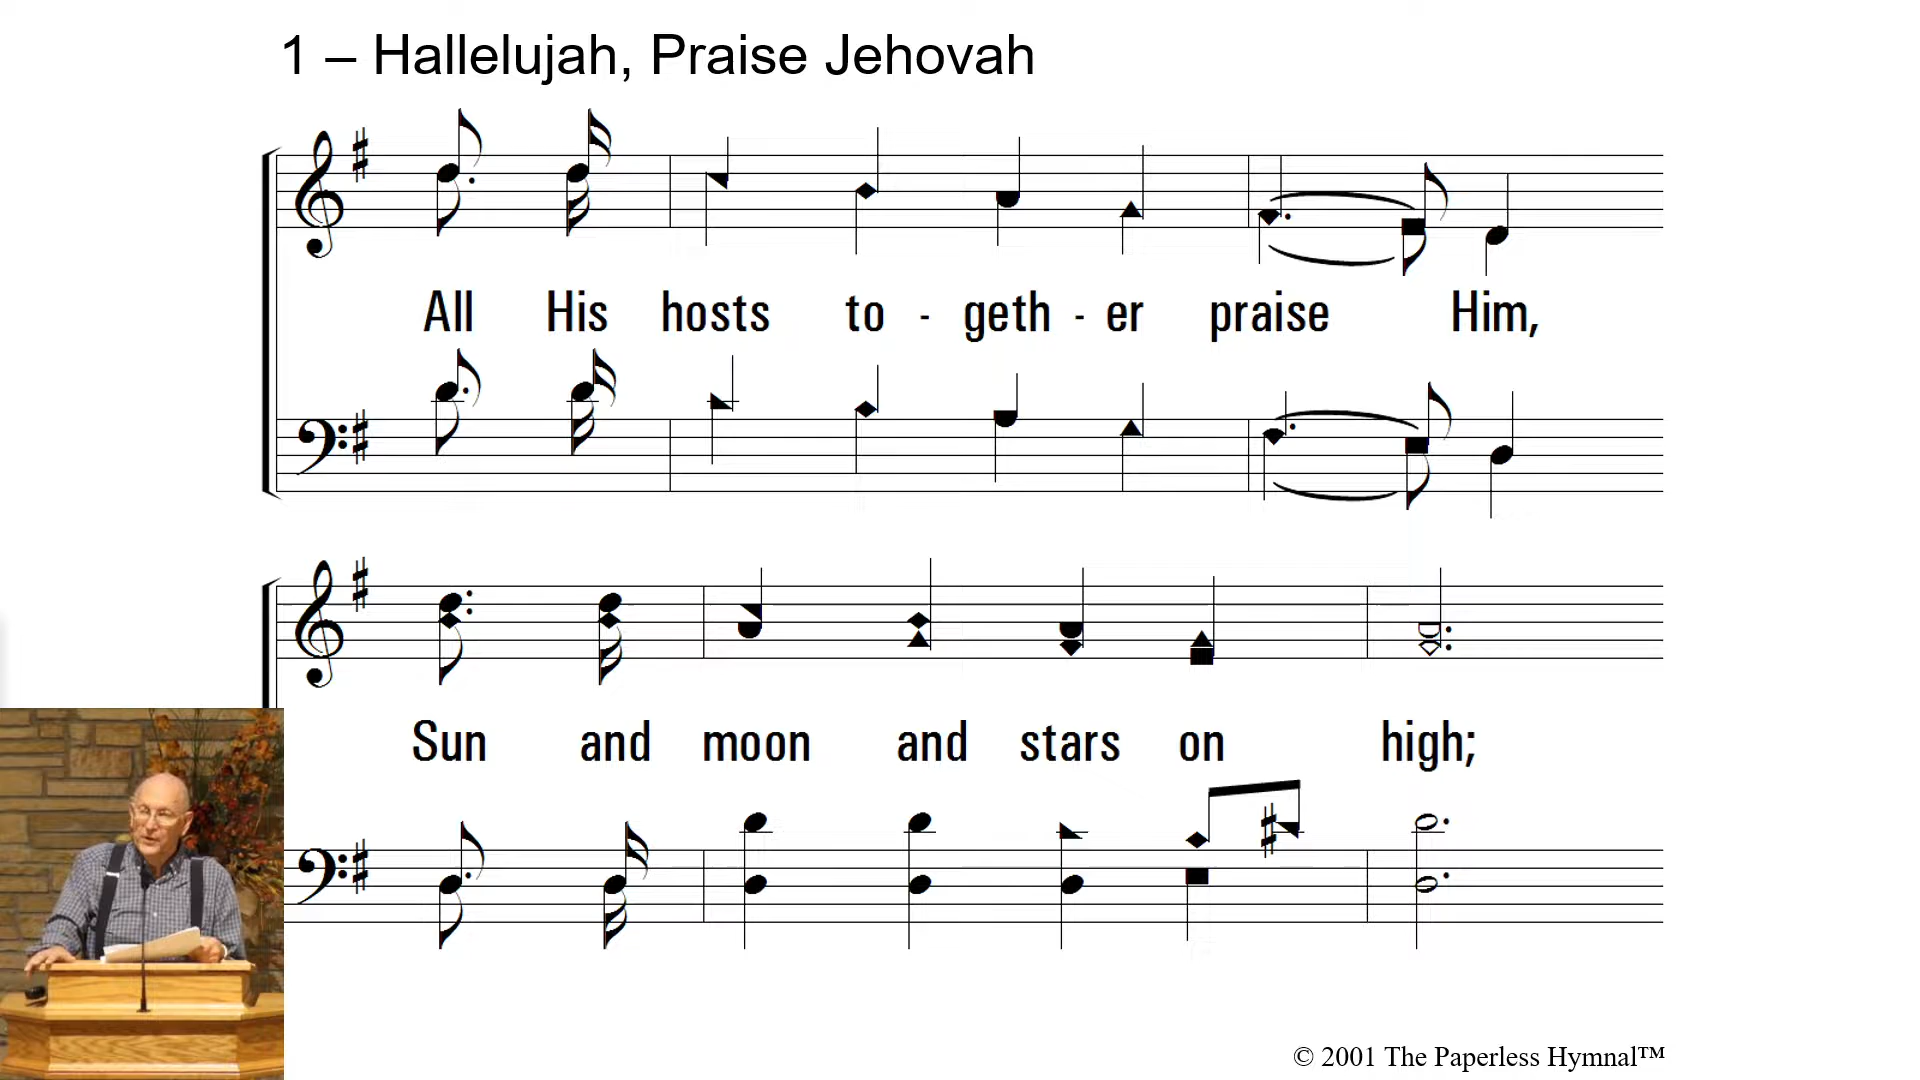 1 – Hallelujah, Praise Jehovah
All His hosts to - geth - er praise Him,
Sun and moon and stars on high;
© 2001 The Paperless Hymnal™